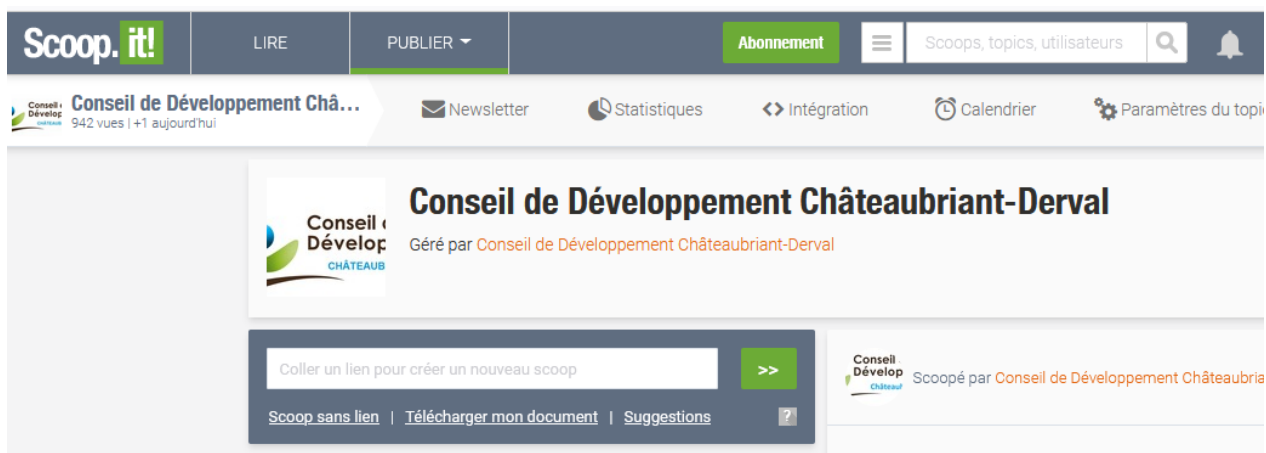 Scoop.it!
LIRE
PUBLIER
Abonnement
Scoops, topics, utilisateurs
Conseil
Dévelop
Conseil de Développement Châ...
942 vues | +1 aujourd'hui
Newsletter
Statistiques
Intégration
Calendrier
Paramètres du topi
Conseil
Dévelop
CHÂTEAUB
Conseil de Développement Châteaubriant-Derval
Géré par Conseil de Développement Châteaubriant-Derval
Coller un lien pour créer un nouveau scoop
>>
Scoop sans lien | Télécharger mon document | Suggestions
?
Conseil
Dévelop
Châteaub
Scoopé par Conseil de Développement Châteaubria